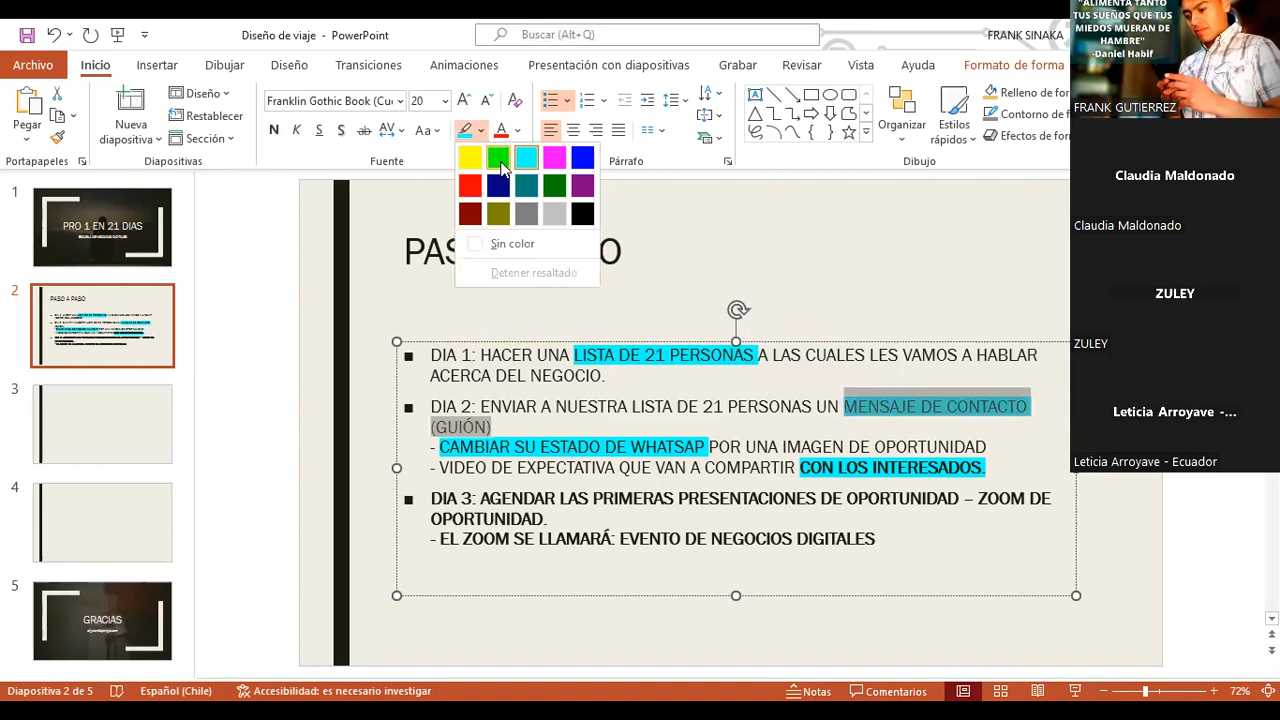 Diseño de viaje - PowerPoint
Buscar (Alt+Q)
FRANK SINAKA
Archivo
Inicio
Insertar
Dibujar
Diseño
Transiciones
Animaciones
Presentación con diapositivas
Grabar
Revisar
Vista
Ayuda
Formato de forma
Pegar
Nueva
diapositiva
Diseño
Restablecer
Sección
Diapositivas
Franklin Gothic Book (Cu
20
N K S S ab AV Aa A
Fuente
Párrafo
Organizar
Estilos
rápidos
Relleno de for
Contorno de
Efectos de for
Sin color
Detener resaltado
1
PRO 1 EN 21 DIAS
2
PASO A PASO
3
4
5
GRACIAS
DIA 1: HACER UNA LISTA DE 21 PERSONAS A LAS CUALES LES VAMOS A HABLAR
ACERCA DEL NEGOCIO.
DIA 2: ENVIAR A NUESTRA LISTA DE 21 PERSONAS UN MENSAJE DE CONTACTO
(GUIÓN)
- CAMBIAR SU ESTADO DE WHATSAP POR UNA IMAGEN DE OPORTUNIDAD
- VIDEO DE EXPECTATIVA QUE VAN A COMPARTIR CON LOS INTERESADOS.
DIA 3: AGENDAR LAS PRIMERAS PRESENTACIONES DE OPORTUNIDAD – ZOOM DE
OPORTUNIDAD.
- EL ZOOM SE LLAMARÁ: EVENTO DE NEGOCIOS DIGITALES
"ALIMENTA TANTO
TUS SUEÑOS QUE TUS
MIEDOS MUERAN DE
HAMBRE"
-Daniel Habif
FRANK GUTIERREZ
Claudia Maldonado
Claudia Maldonado
ZULEY
ZULEY
Leticia Arroyave -...
Leticia Arroyave - Ecuador
Diapositiva 2 de 5
Español (Chile)
Accesibilidad: es necesario investigar
Notas
Comentarios
72%